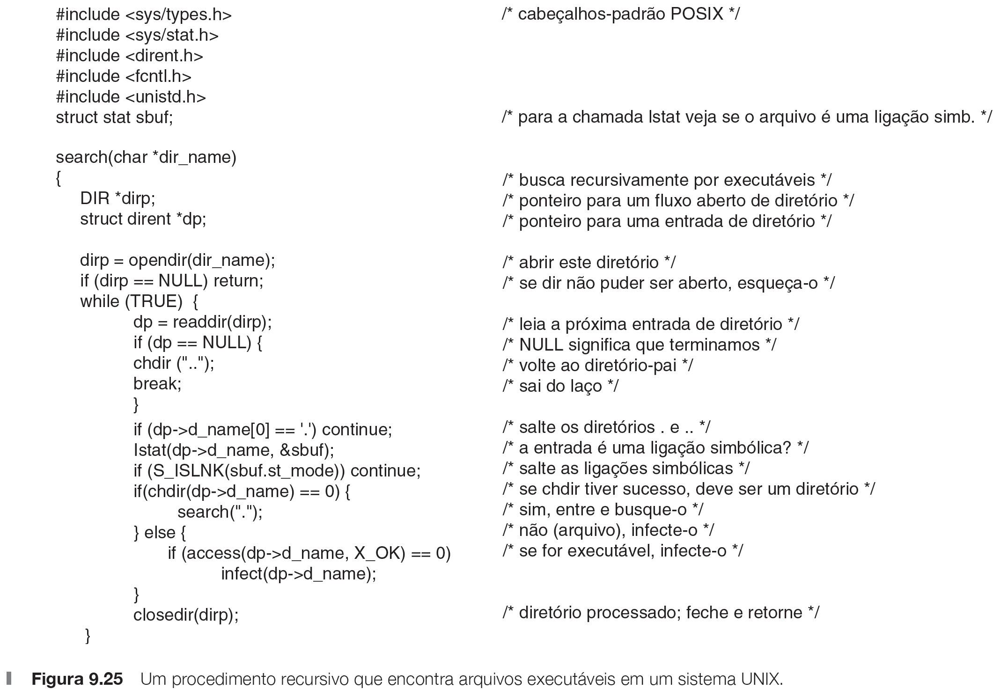 #include <sys/types.h> /* cabeçalhos-padrão POSIX */
#include <sys/stat.h>
#include <dirent.h>
#include <fcntl.h>
#include <unistd.h>
struct stat sbuf; /* para a chamada lstat veja se o arquivo é uma ligação simb. */
search(char *dir_name)
{ /* busca recursivamente por executáveis */
DIR *dirp; /* ponteiro para um fluxo aberto de diretório */
struct dirent *dp; /* ponteiro para uma entrada de diretório */
dirp = opendir(dir_name); /* abrir este diretório */
if (dirp == NULL) return; /* se dir não puder ser aberto, esqueça-o */
while (TRUE) {
dp = readdir(dirp); /* leia a próxima entrada de diretório */
if (dp == NULL) { /* NULL significa que terminamos */
chdir (".."); /* volte ao diretório-pai */
break; /* sai do laço */
}
if (dp->d_name[0] == '.') continue; /* salte os diretórios . e .. */
lstat(dp->d_name, &sbuf); /* a entrada é uma ligação simbólica? */
if (S_ISLNK(sbuf.st_mode)) continue; /* salte as ligações simbólicas */
if(chdir(dp->d_name) == 0) { /* se chdir tiver sucesso, deve ser um diretório */
search("."); /* sim, entre e busque-o */
} else { /* não (arquivo), infecte-o */
if (access(dp->d_name, X_OK) == 0) /* se for executável, infecte-o */
infect(dp->d_name);
}
closedir(dirp); /* diretório processado; feche e retorne */
}
Figura 9.25 Um procedimento recursivo que encontra arquivos executáveis em um sistema UNIX.